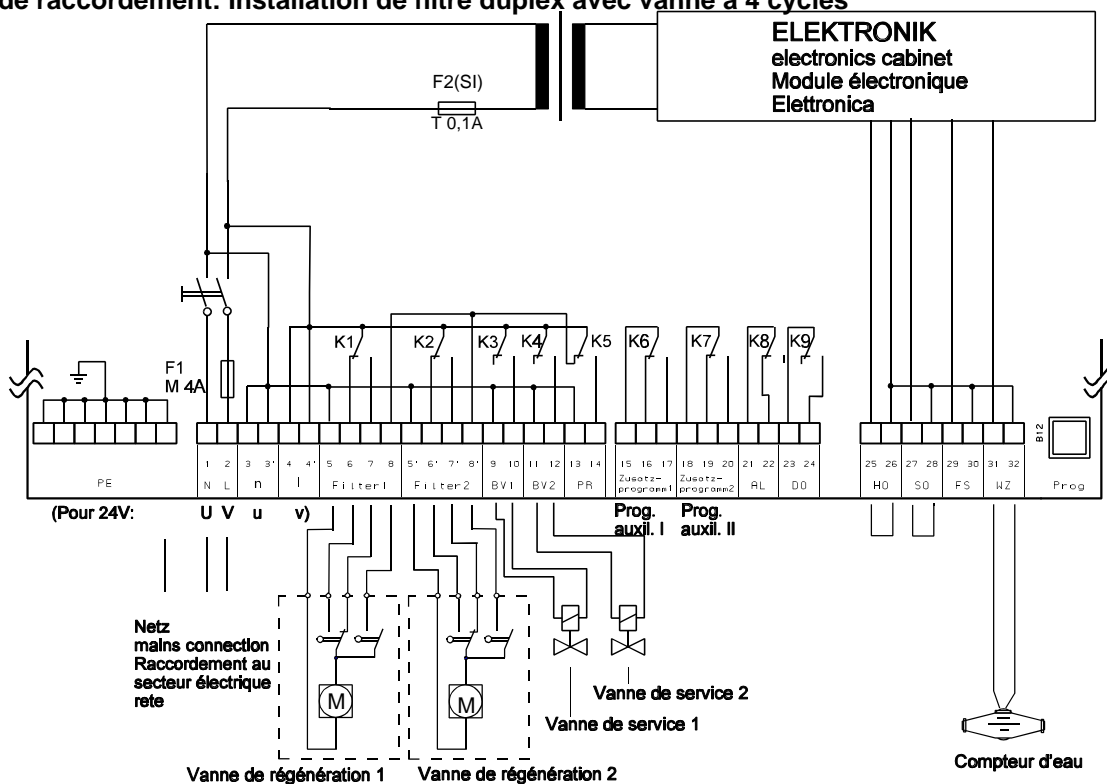 de raccordement: Installation de filtre duplex avec vanne à 4 cycles
ELEKTRONIK
electronics cabinet
Module électronique
Elettronica
F2(SI)
T 0,1A
F1
M 4A
K1
K2
K3
K4
K5
K6
K7
K8
K9
B12
1 2 3 3' 4 4' 5 6 7 8 5' 6' 7' 8' 9 10 11 12 13 14 15 16 17 18 19 20 21 22 23 24 25 26 27 28 29 30 31 32
PE N L n l Filter1 Filter2 BV1 BV2 PR Zusatz-programm1 Zusatz-programm2 AL DO HO SO FS WZ Prog
(Pour 24V: U V u v)
Prog.
auxil. I
Prog.
auxil. II
Netz
mains connection
Raccordement au
secteur électrique
rete
M
M
Vanne de service 2
Vanne de service 1
Compteur d'eau
Vanne de régénération 1
Vanne de régénération 2